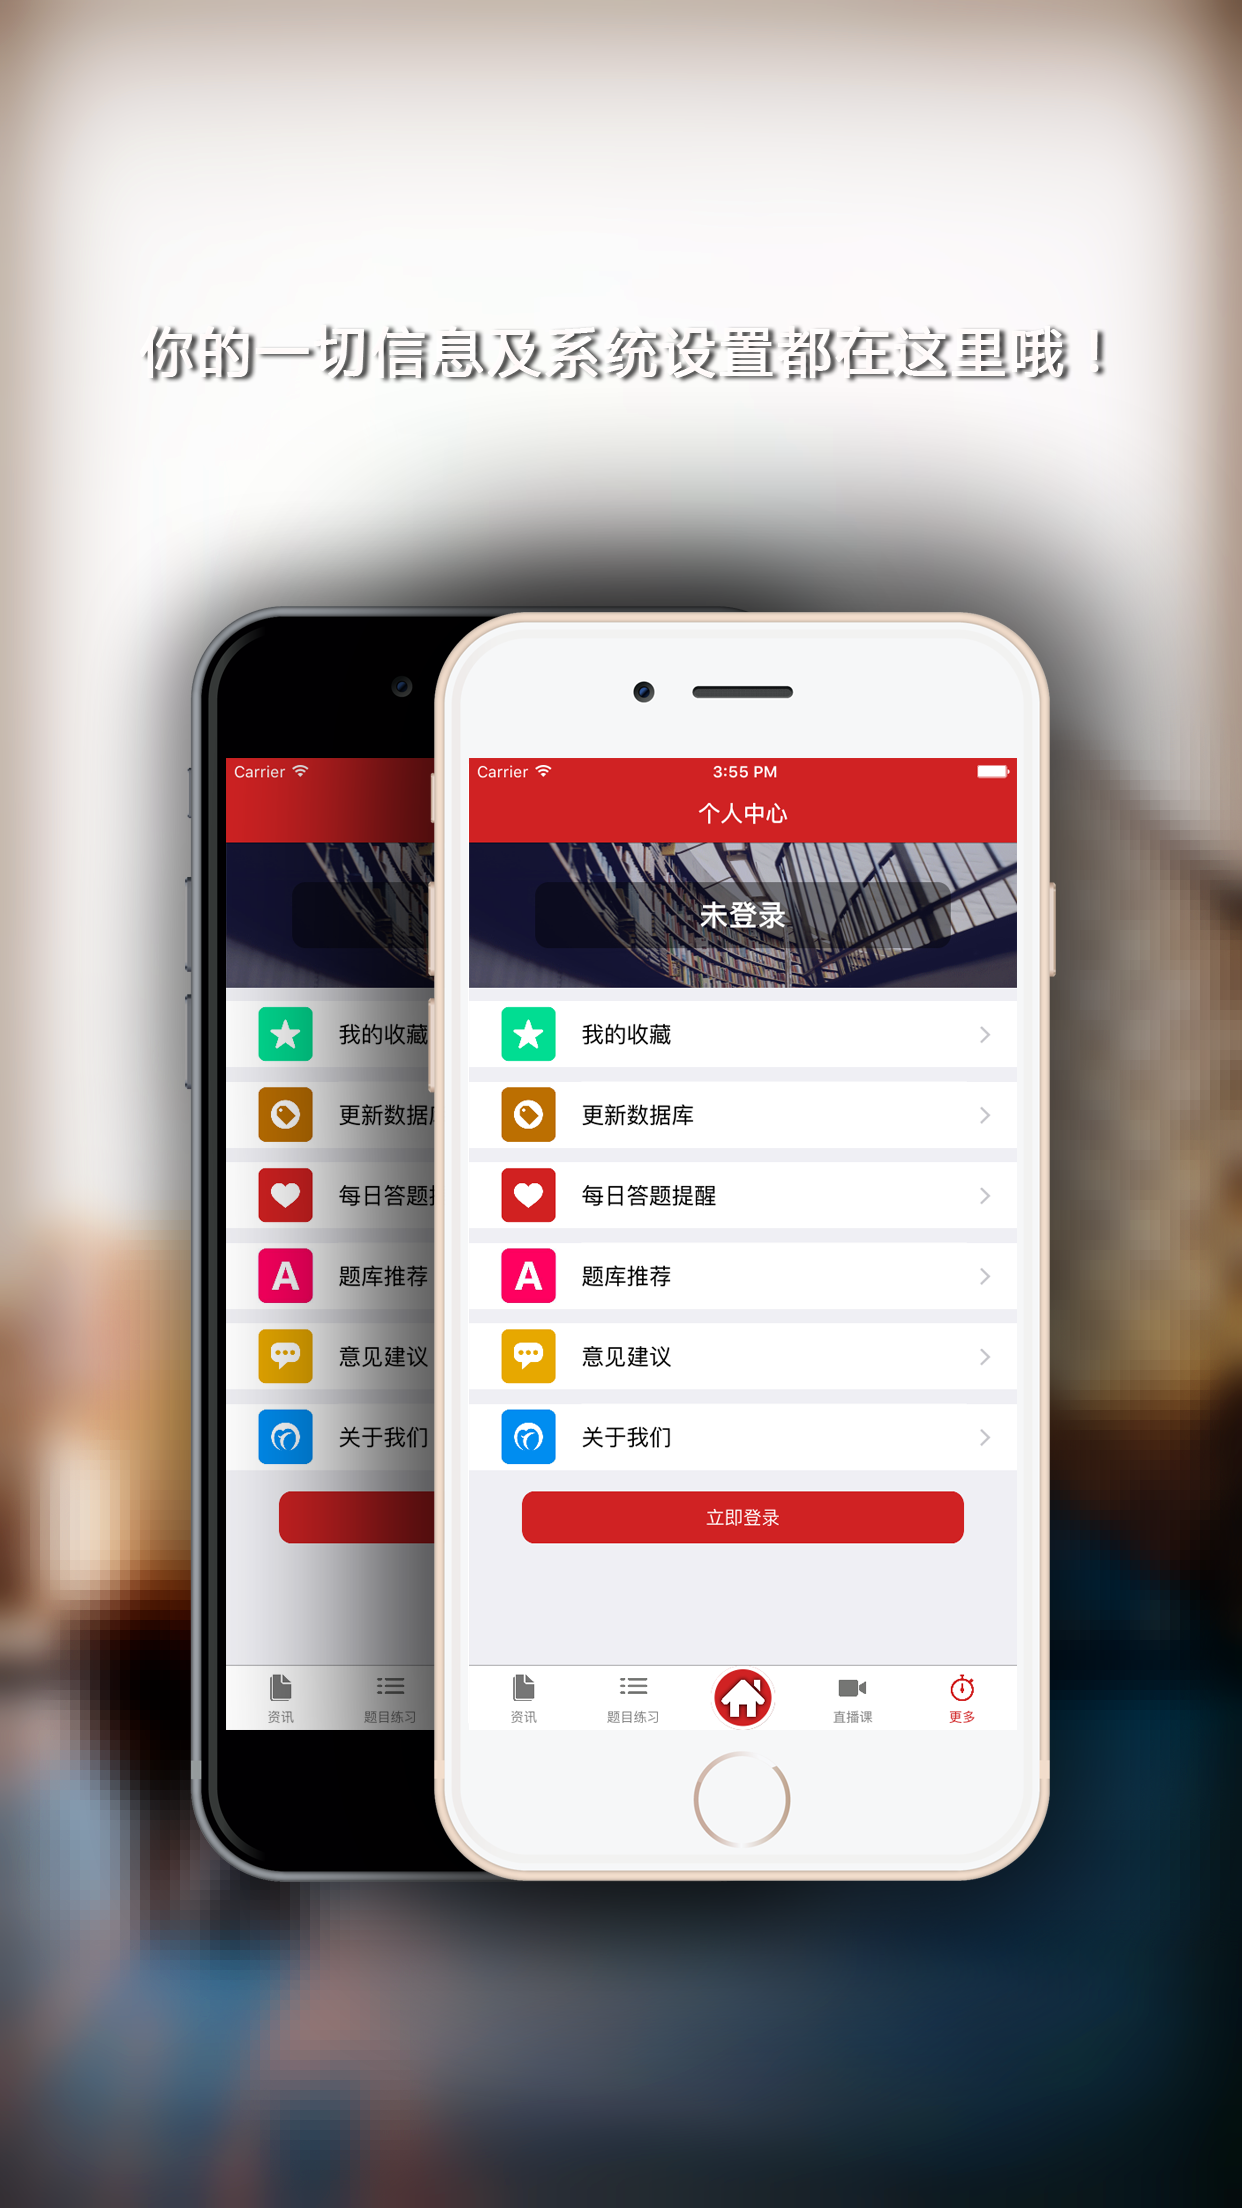 你的一切信息及系统设置都在这里哦！
Carrier
Carrier 3:55 PM
个人中心
未登录
我的收藏
我的收藏
更新数据库
更新数据库
每日答题
每日答题提醒
题库推荐
题库推荐
意见建议
意见建议
关于我们
关于我们
立即登录
资讯 题目练习
资讯 题目练习 直播课 更多